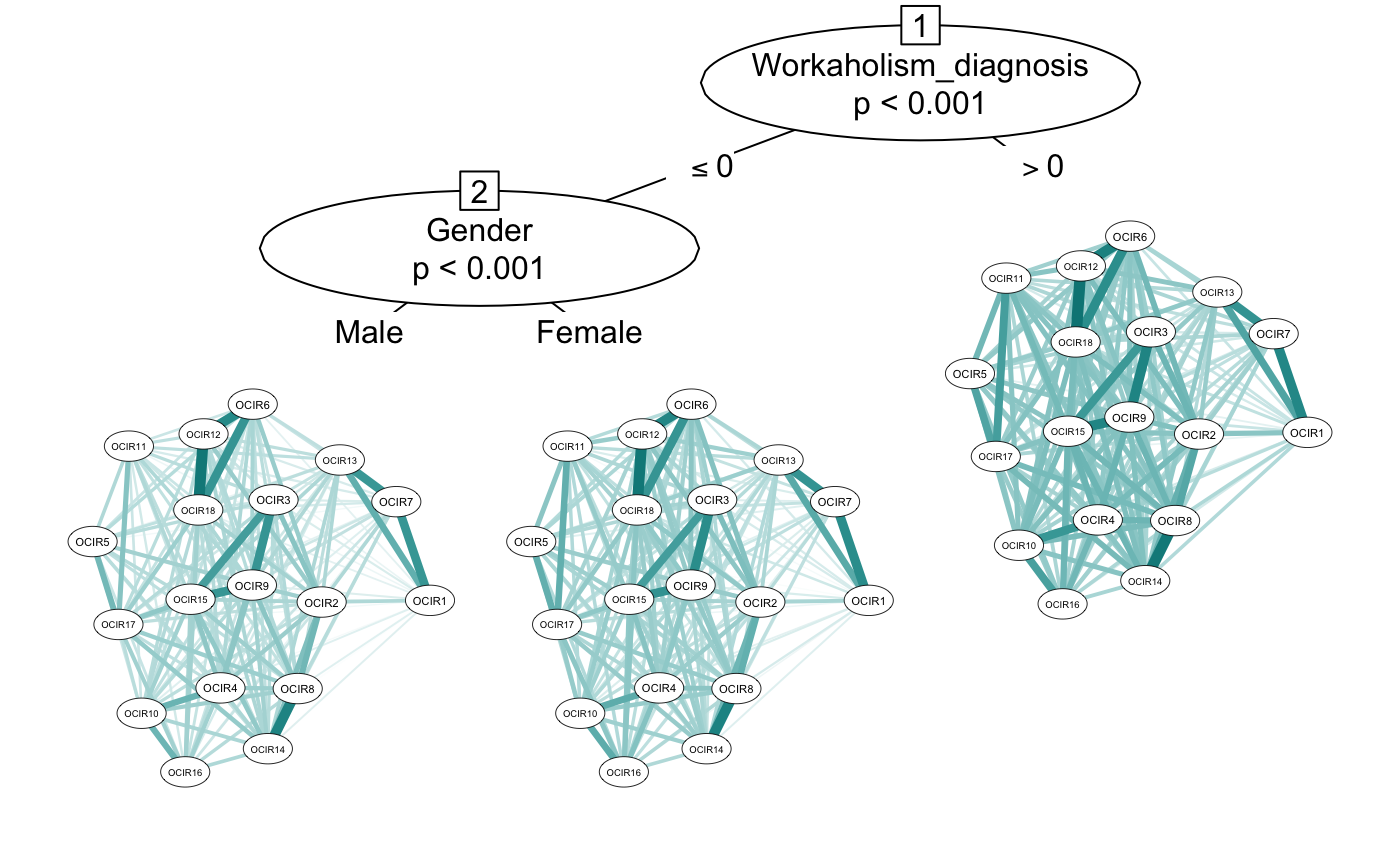 1
Workaholism_diagnosis
p < 0.001
≤ 0
> 0
2
Gender
p < 0.001
Male
Female
OCIR6
OCIR12
OCIR11
OCIR13
OCIR7
OCIR3
OCIR18
OCIR5
OCIR9
OCIR15
OCIR2
OCIR1
OCIR17
OCIR4
OCIR8
OCIR10
OCIR14
OCIR16
OCIR6
OCIR12
OCIR11
OCIR13
OCIR7
OCIR3
OCIR18
OCIR5
OCIR9
OCIR15
OCIR2
OCIR1
OCIR17
OCIR4
OCIR8
OCIR10
OCIR14
OCIR16
OCIR6
OCIR12
OCIR11
OCIR13
OCIR7
OCIR3
OCIR18
OCIR5
OCIR9
OCIR15
OCIR2
OCIR1
OCIR17
OCIR4
OCIR8
OCIR10
OCIR14
OCIR16